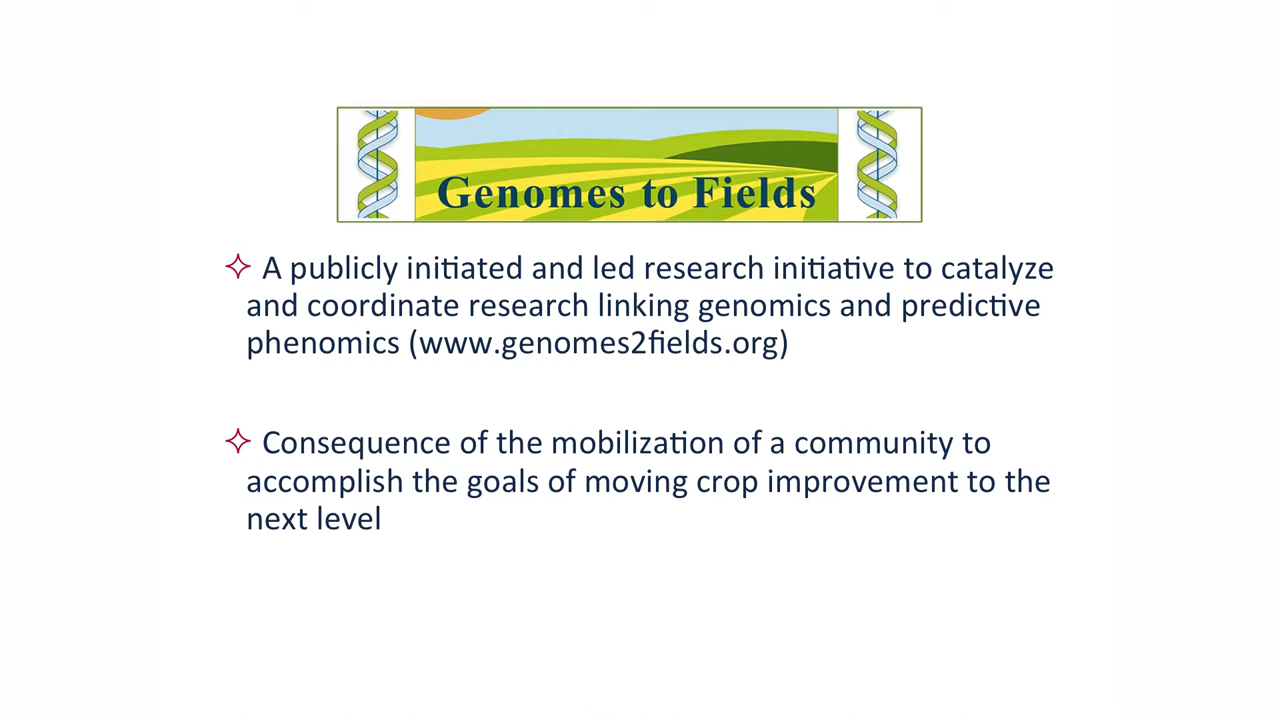 Genomes to Fields
✧ A publicly initiated and led research initiative to catalyze
and coordinate research linking genomics and predictive
phenomics (www.genomes2fields.org)
✧ Consequence of the mobilization of a community to
accomplish the goals of moving crop improvement to the
next level